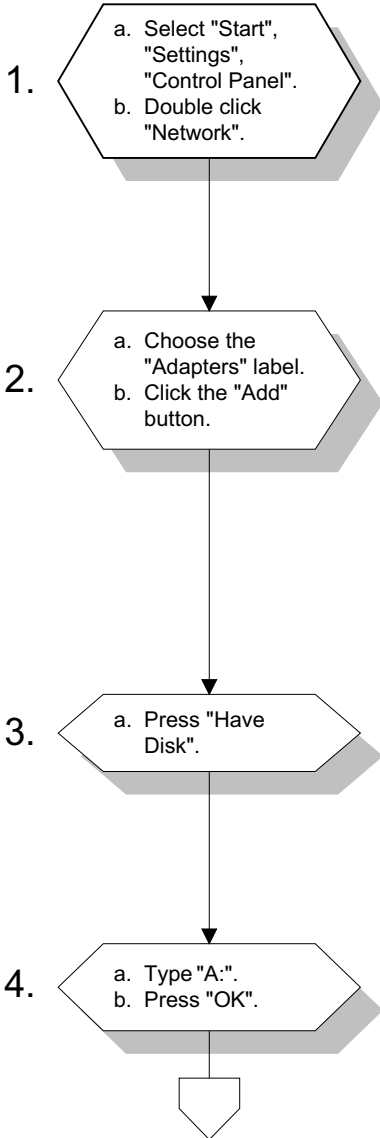 1.
a. Select "Start",
"Settings",
"Control Panel".
b. Double click
"Network".
2.
a. Choose the
"Adapters" label.
b. Click the "Add"
button.
3.
a. Press "Have
Disk".
4.
a. Type "A:".
b. Press "OK".